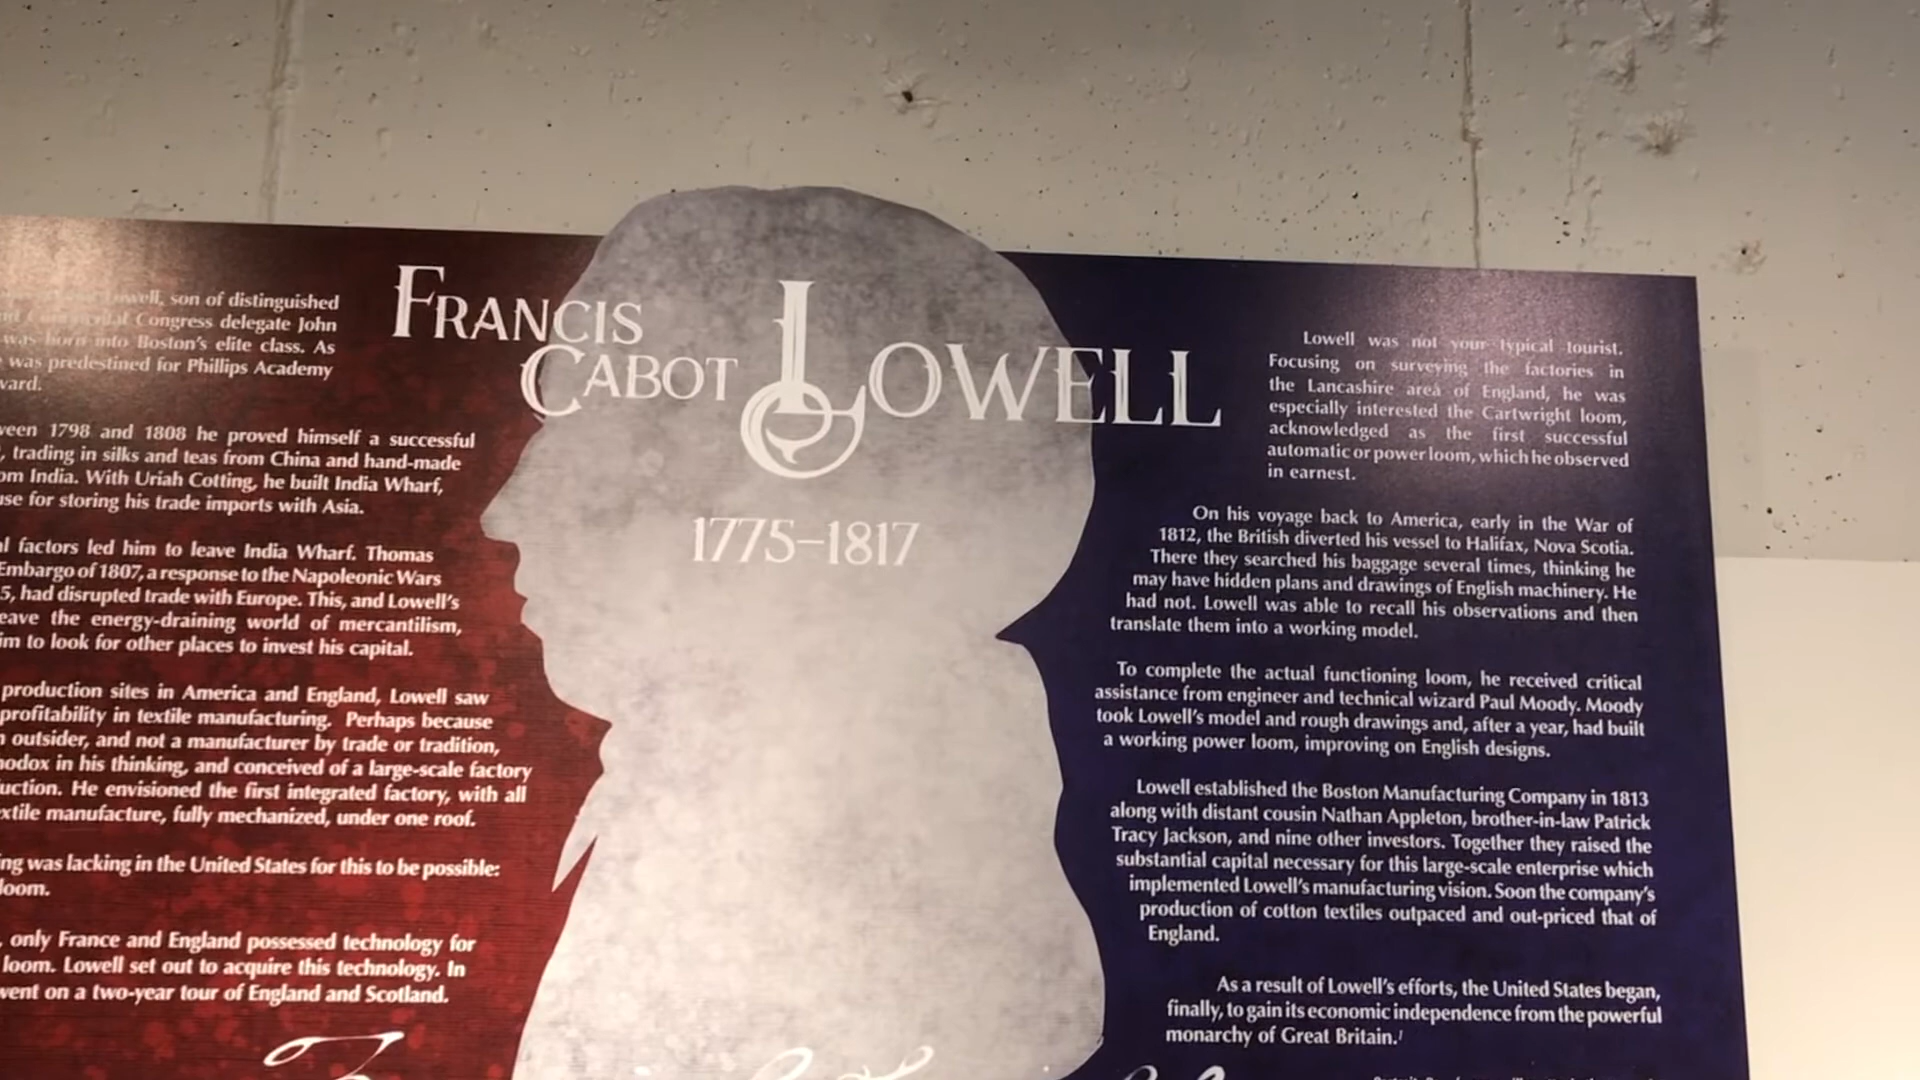 Lowell, son of distinguished
Congress delegate John
was born into Boston's elite class. As
was predestined for Phillips Academy
vard.
ween 1798 and 1808 he proved himself a successful
, trading in silks and teas from China and hand-made
om India. With Uriah Cotting, he built India Wharf,
use for storing his trade imports with Asia.
al factors led him to leave India Wharf. Thomas
Embargo of 1807, a response to the Napoleonic Wars
5, had disrupted trade with Europe. This, and Lowell's
eave the energy-draining world of mercantilism,
im to look for other places to invest his capital.
production sites in America and England, Lowell saw
profitability in textile manufacturing. Perhaps because
n outsider, and not a manufacturer by trade or tradition,
hodox in his thinking, and conceived of a large-scale factory
uction. He envisioned the first integrated factory, with all
xtile manufacture, fully mechanized, under one roof.
ing was lacking in the United States for this to be possible:
loom.
, only France and England possessed technology for
loom. Lowell set out to acquire this technology. In
went on a two-year tour of England and Scotland.
FRANCIS
CABOT LOWELL
1775–1817
Lowell was not your typical tourist.
Focusing on surveying the factories in
the Lancashire area of England, he was
especially interested the Cartwright loom,
acknowledged as the first successful
automatic or power loom, which he observed
in earnest.
On his voyage back to America, early in the War of
1812, the British diverted his vessel to Halifax, Nova Scotia.
There they searched his baggage several times, thinking he
may have hidden plans and drawings of English machinery. He
had not. Lowell was able to recall his observations and then
translate them into a working model.
To complete the actual functioning loom, he received critical
assistance from engineer and technical wizard Paul Moody. Moody
took Lowell's model and rough drawings and, after a year, had built
a working power loom, improving on English designs.
Lowell established the Boston Manufacturing Company in 1813
along with distant cousin Nathan Appleton, brother-in-law Patrick
Tracy Jackson, and nine other investors. Together they raised the
substantial capital necessary for this large-scale enterprise which
implemented Lowell's manufacturing vision. Soon the company's
production of cotton textiles outpaced and out-priced that of
England.
As a result of Lowell's efforts, the United States began,
finally, to gain its economic independence from the powerful
monarchy of Great Britain.¹